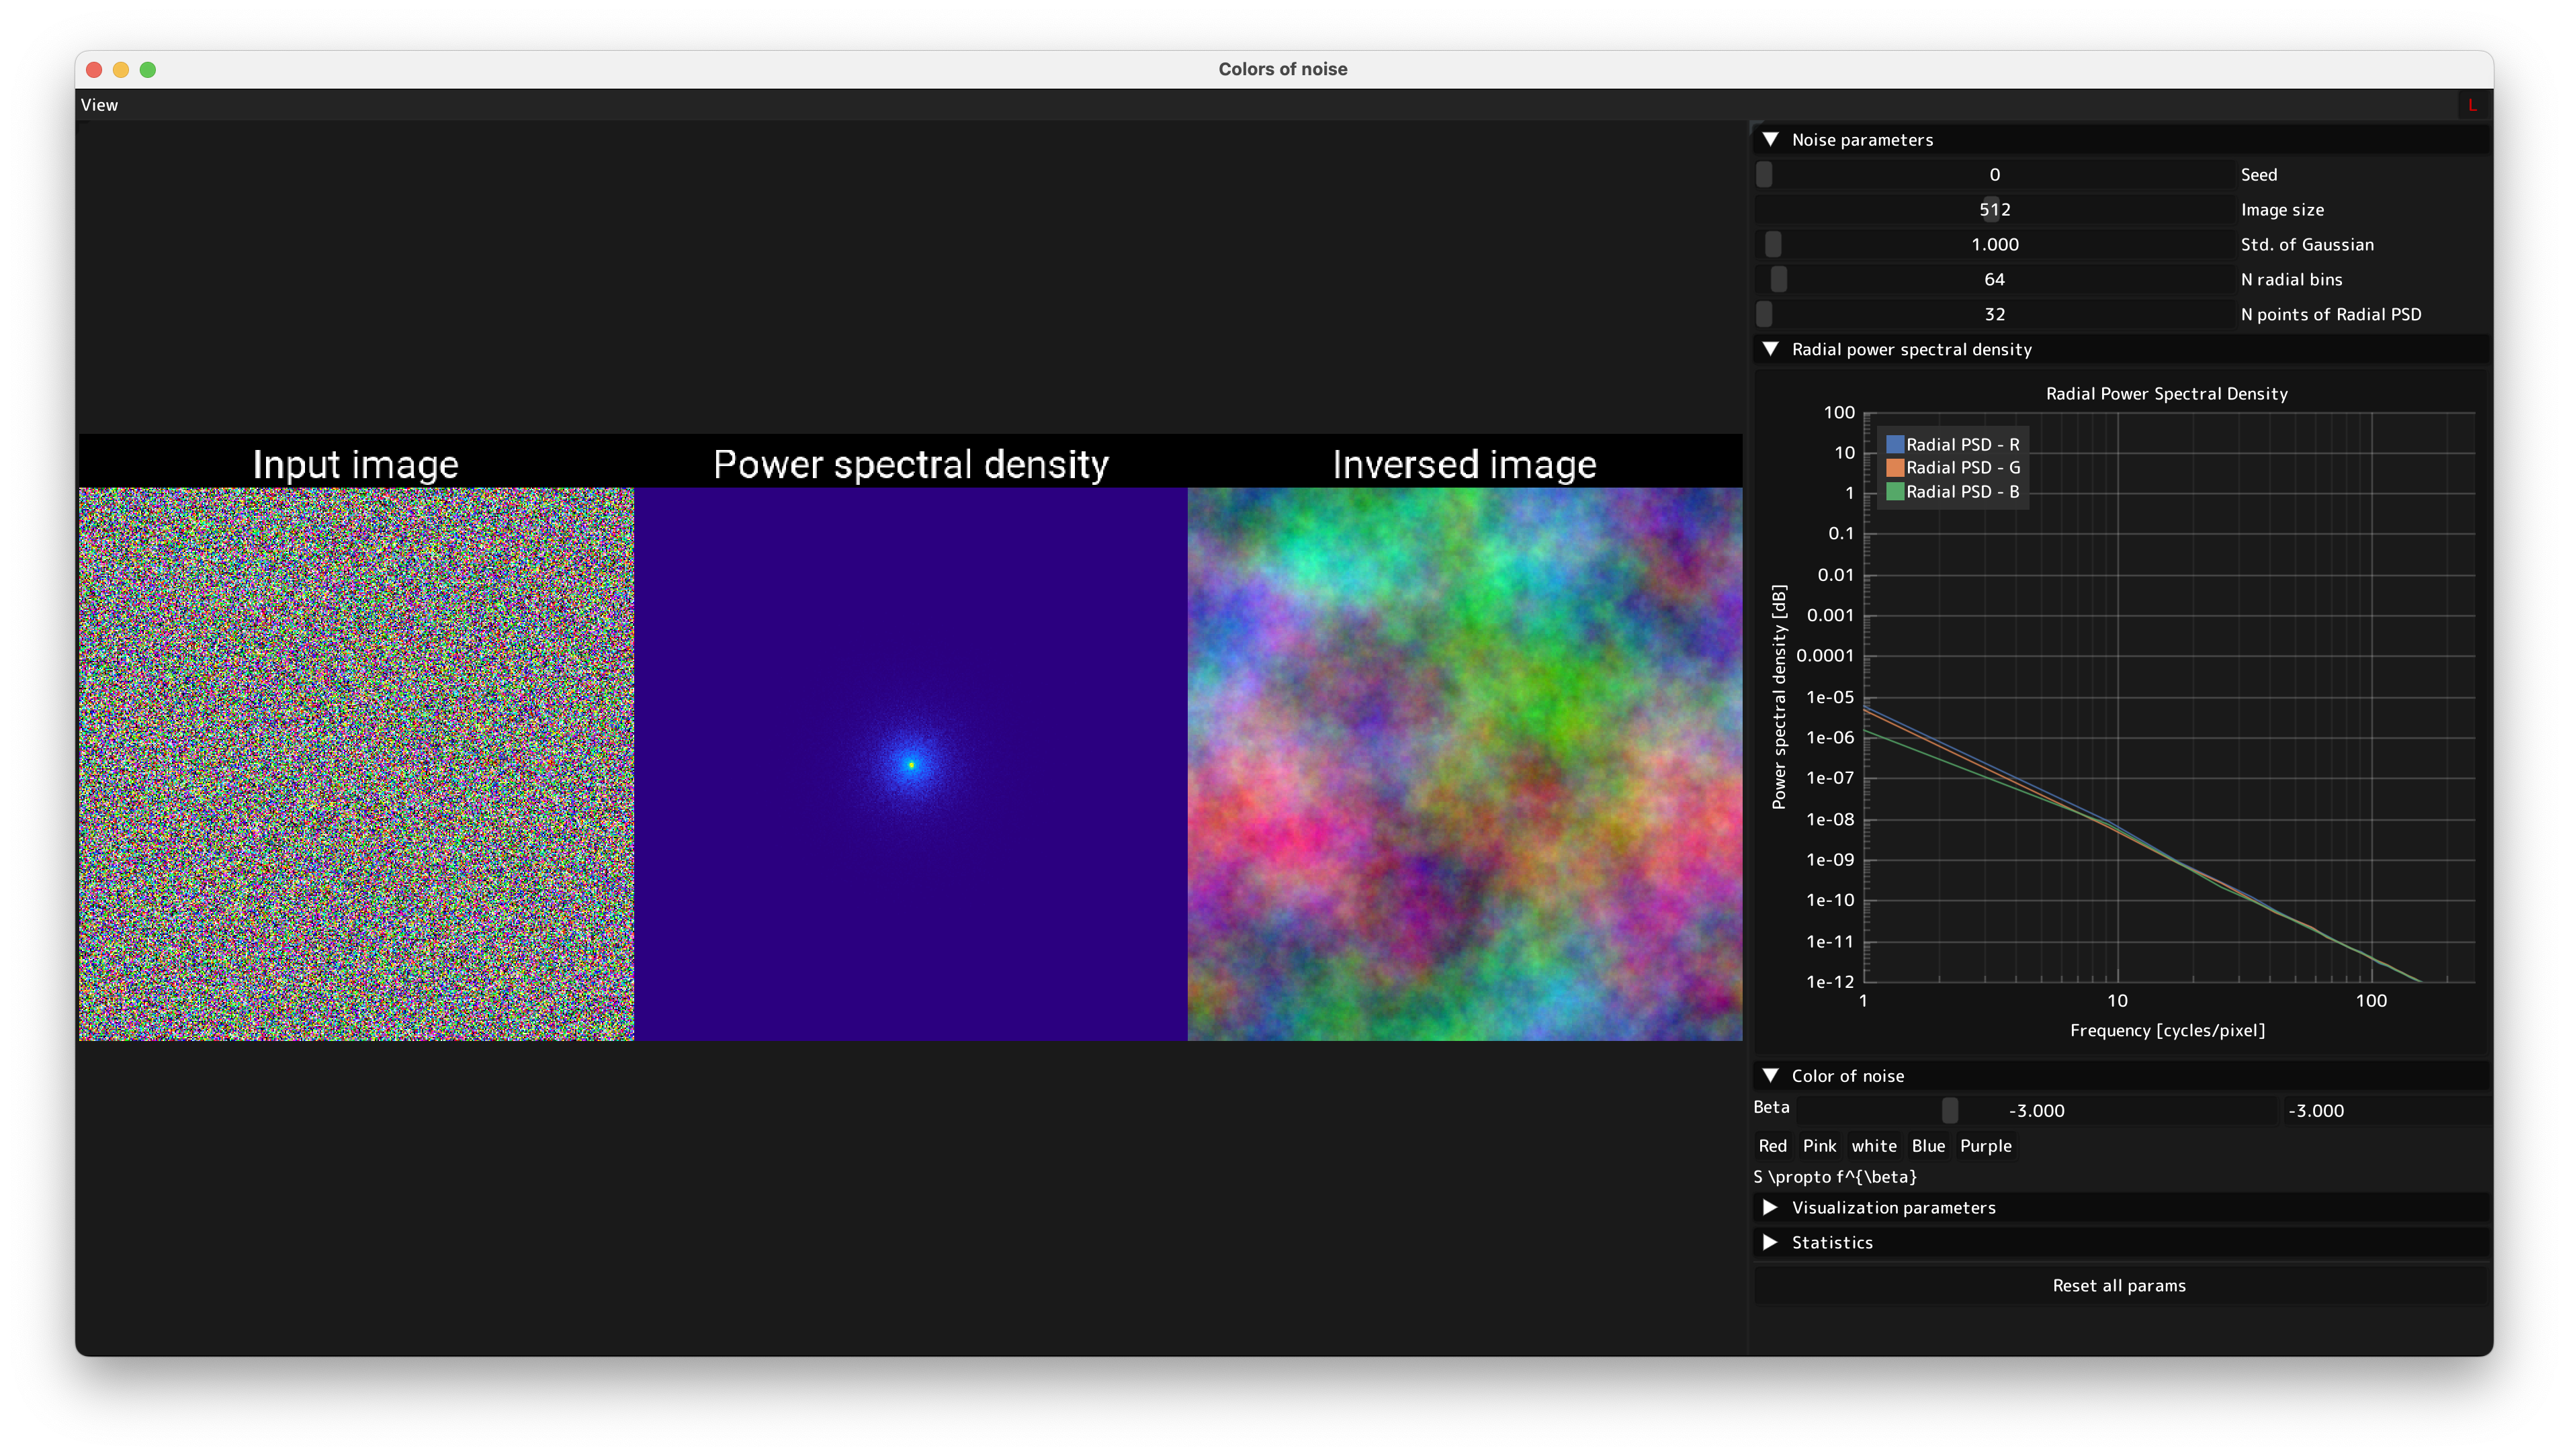 Colors of noise
View
L
Input image
Power spectral density
Inversed image
Noise parameters
0 Seed
512 Image size
1.000 Std. of Gaussian
64 N radial bins
32 N points of Radial PSD
Radial power spectral density
Radial Power Spectral Density
Radial PSD - R
Radial PSD - G
Radial PSD - B
Power spectral density [dB]
100
10
1
0.1
0.01
0.001
0.0001
1e-05
1e-06
1e-07
1e-08
1e-09
1e-10
1e-11
1e-12
1 10 100
Frequency [cycles/pixel]
Color of noise
Beta -3.000 -3.000
Red Pink white Blue Purple
S \propto f^{\beta}
Visualization parameters
Statistics
Reset all params